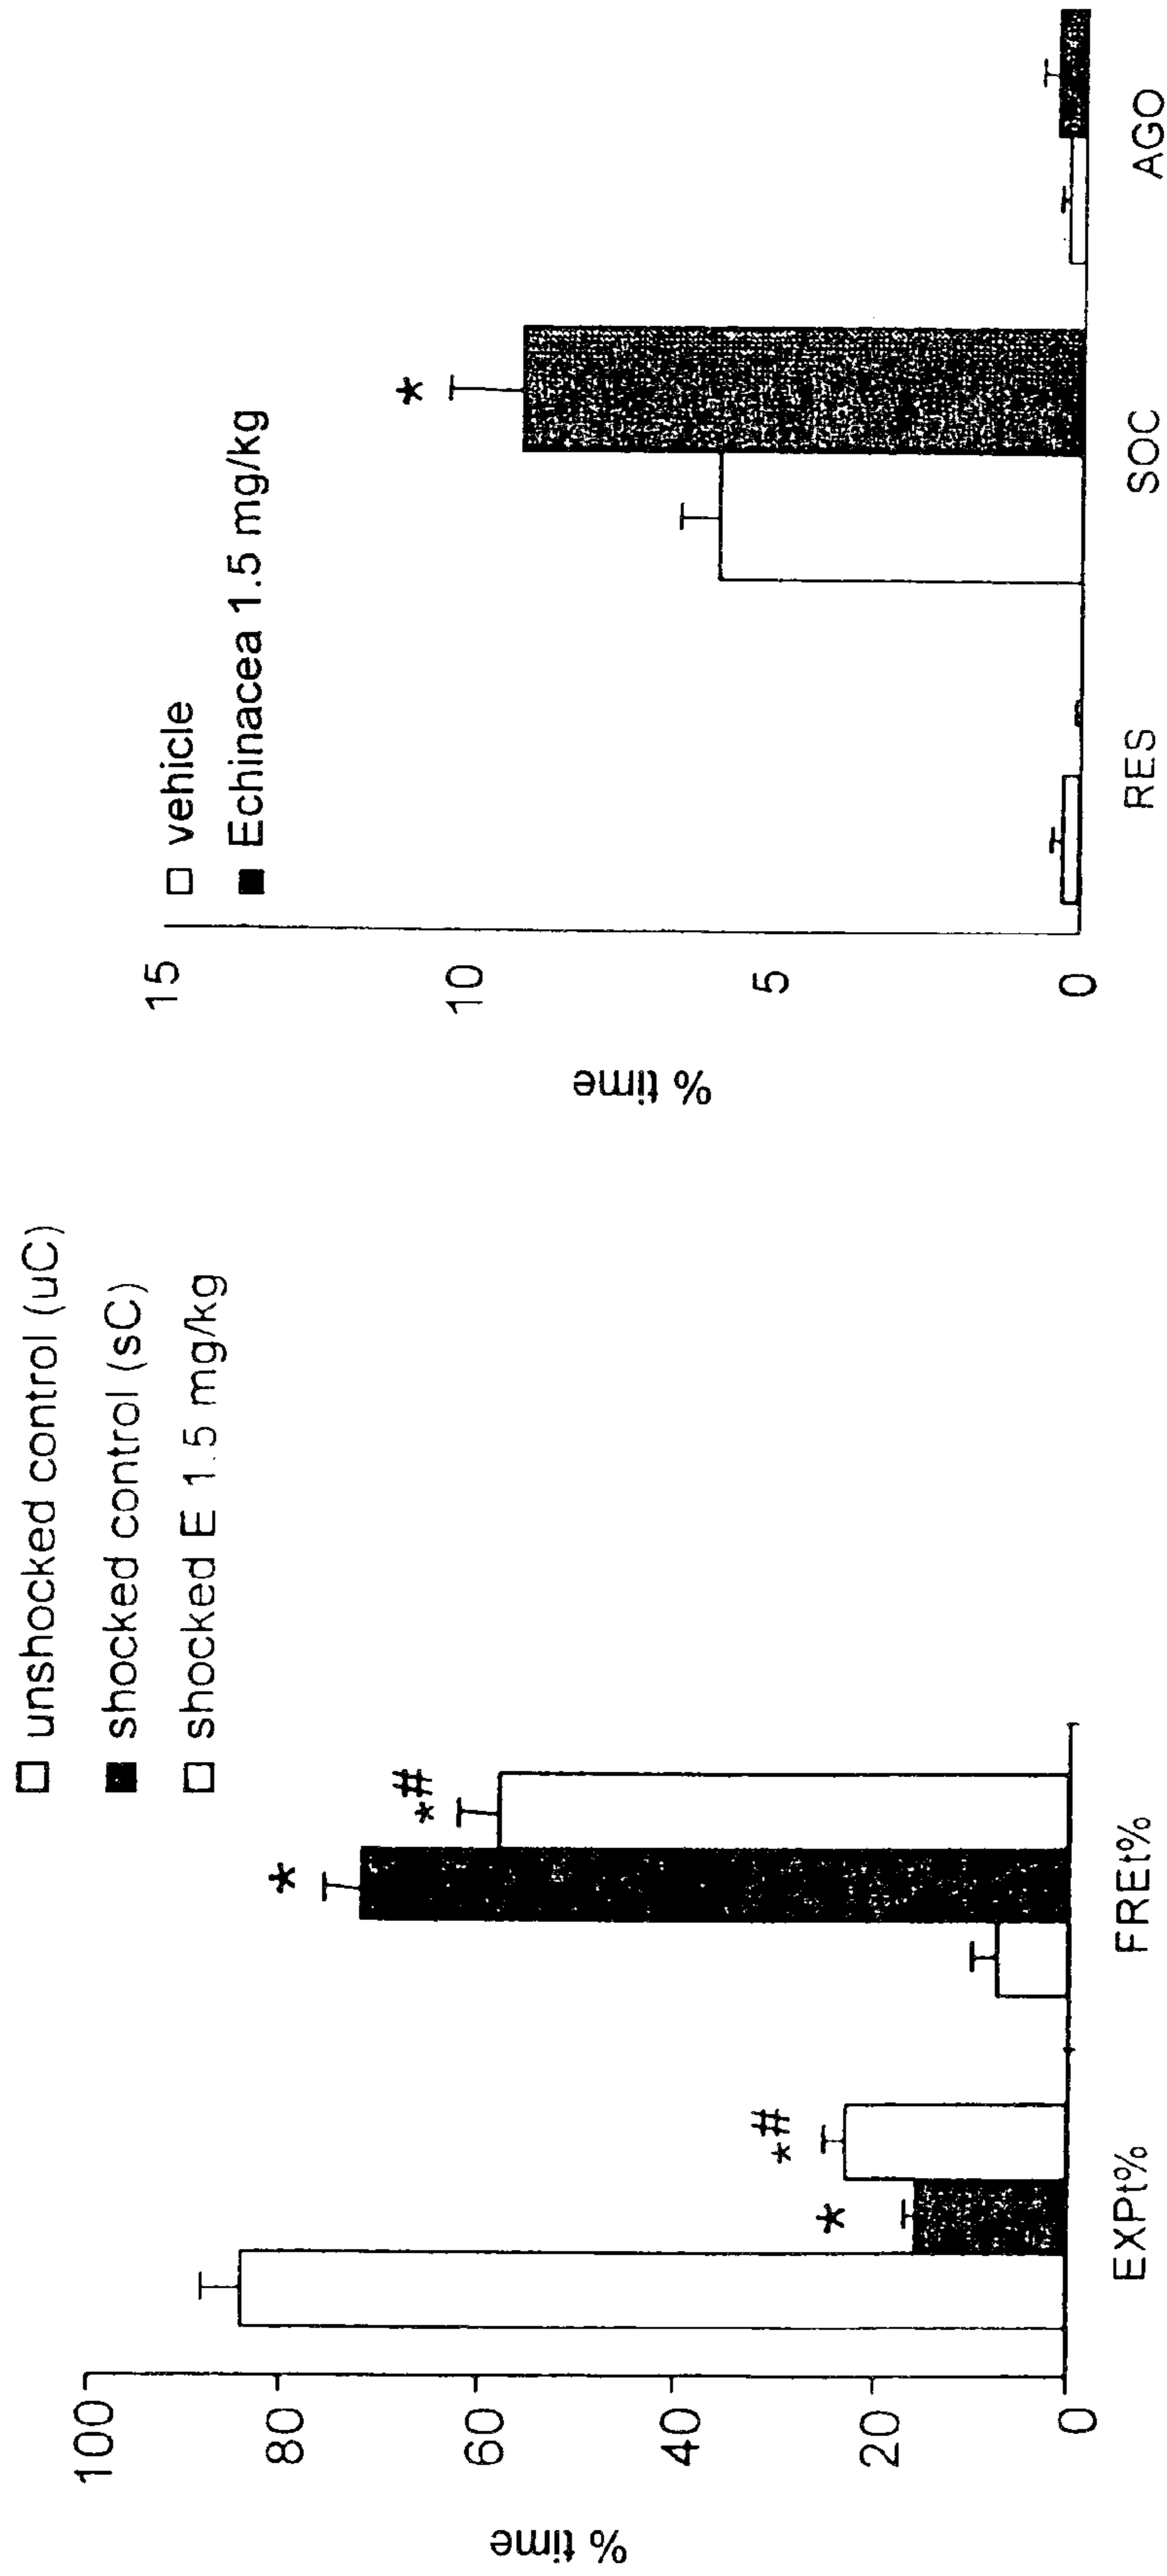 unshocked control (uC)
shocked control (sC)
shocked E 1.5 mg/kg
100
80
60
40
20
0
% time
*
*#
*
*#
EXPt%
FREt%
vehicle
Echinacea 1.5 mg/kg
15
10
5
0
% time
*
RES
SOC
AGO